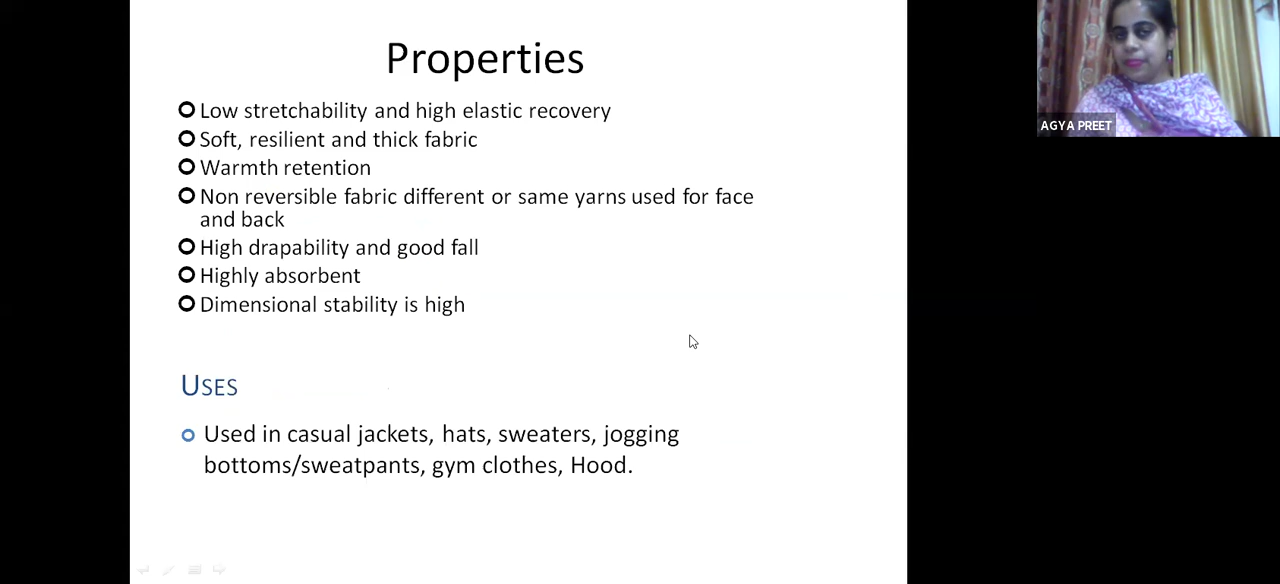 Properties
Low stretchability and high elastic recovery
Soft, resilient and thick fabric
Warmth retention
Non reversible fabric different or same yarns used for face
and back
High drapability and good fall
Highly absorbent
Dimensional stability is high
USES
Used in casual jackets, hats, sweaters, jogging
bottoms/sweatpants, gym clothes, Hood.
AGYA PREET